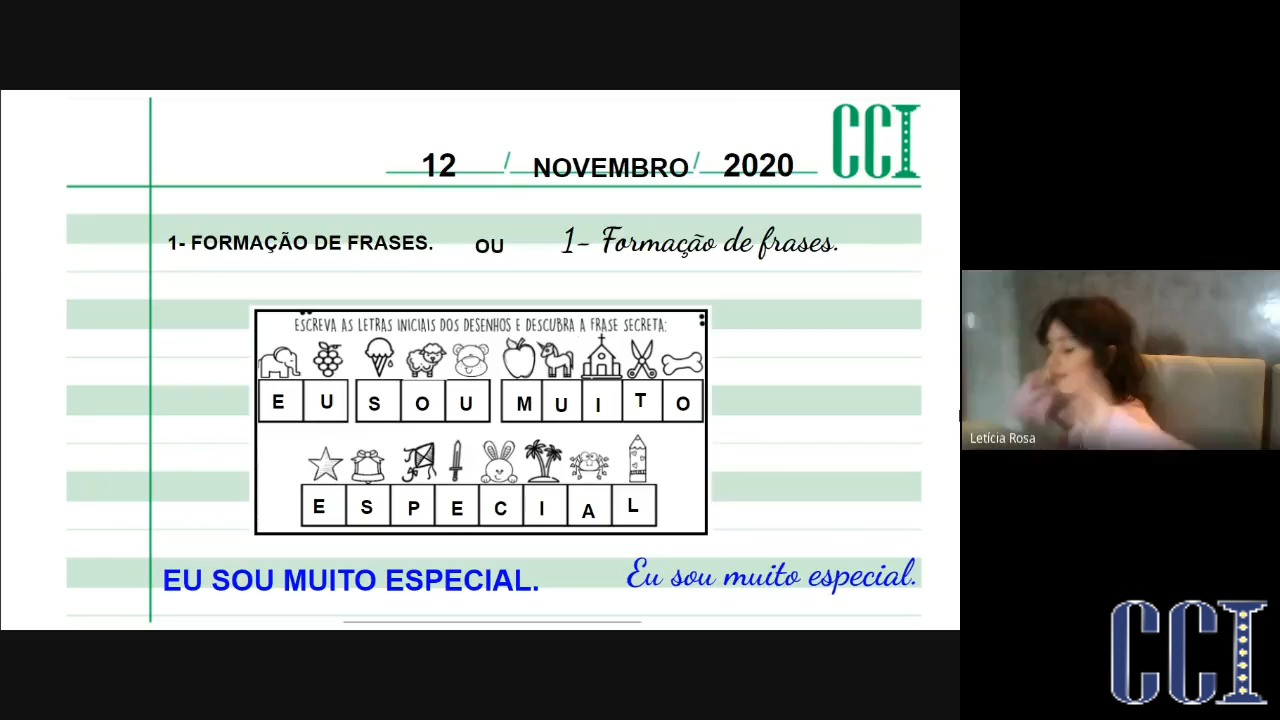 CCI
12 / NOVEMBRO / 2020
1- FORMAÇÃO DE FRASES. OU 1- Formação de frases.
ESCREVA AS LETRAS INICIAIS DOS DESENHOS E DESCUBRA A FRASE SECRETA:
E U S O U M U I T O
E S P E C I A L
EU SOU MUITO ESPECIAL. Eu sou muito especial.
Letícia Rosa
CCI